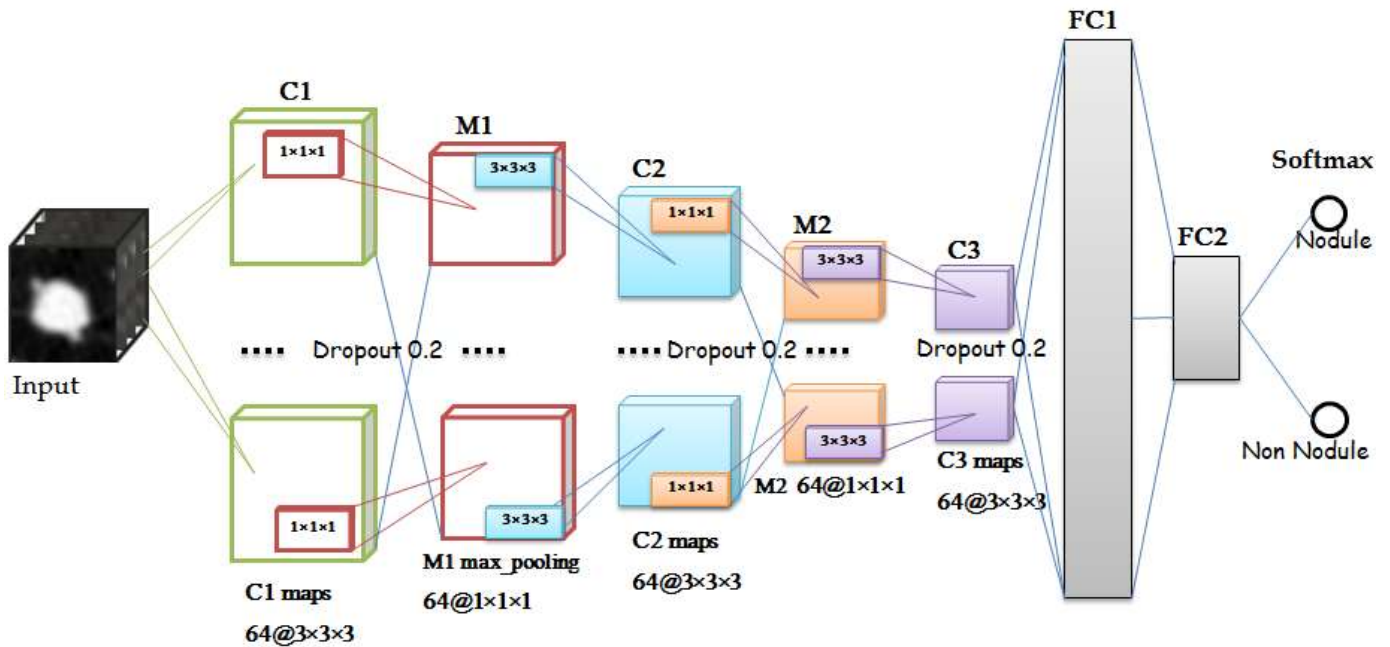 FC1
C1
M1
1×1×1
3×3×3
C2
Softmax
1×1×1
M2
C3
FC2
Nodule
3×3×3
Input
.... Dropout 0.2 ....
.... Dropout 0.2 ....
Dropout 0.2
Non Nodule
3×3×3
C3 maps
64@3×3×3
M2 64@1×1×1
1×1×1
3×3×3
1×1×1
C2 maps
64@3×3×3
M1 max_pooling
64@1×1×1
C1 maps
64@3×3×3